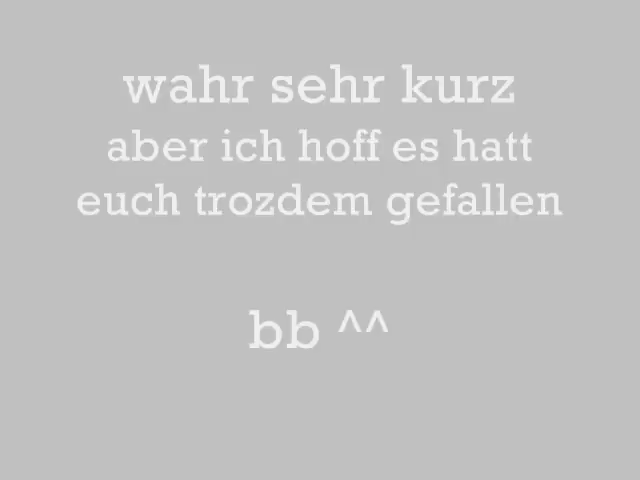 wahr sehr kurz
aber ich hoff es hatt
euch trozdem gefallen
bb ^^